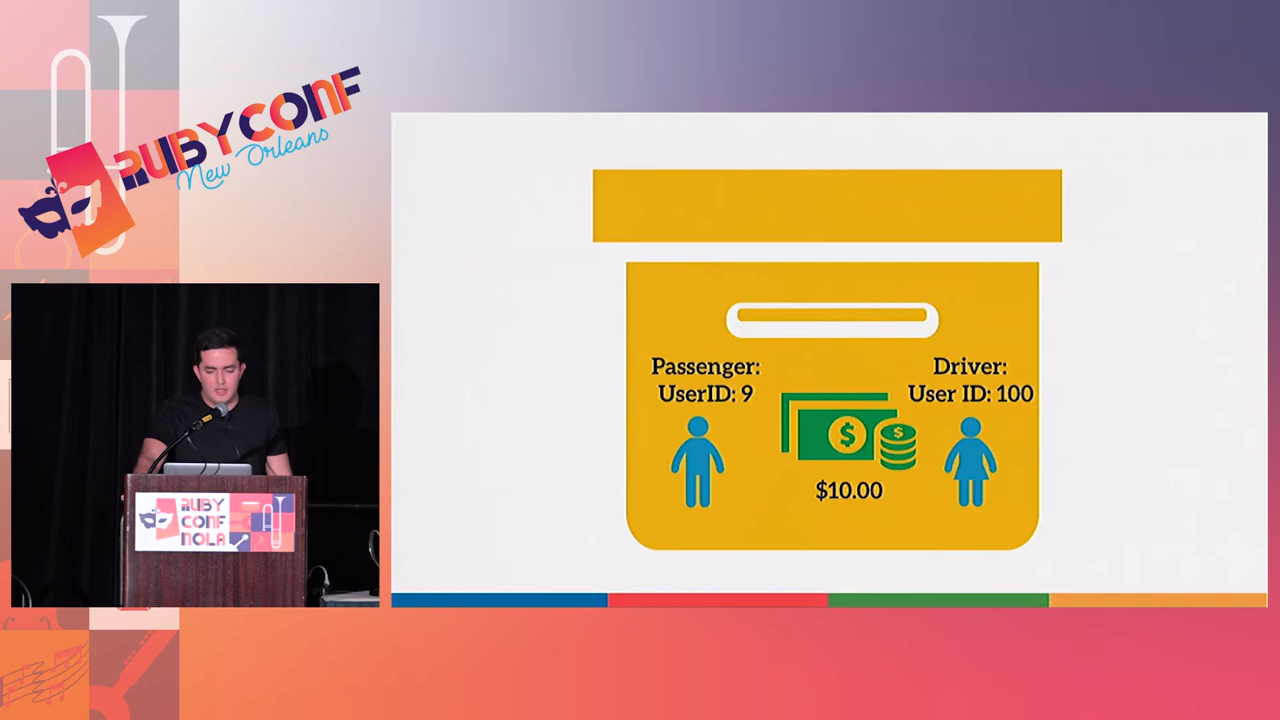 RUBYCONF
New Orleans
Passenger:
UserID: 9
Driver:
User ID: 100
$
$
$10.00
RUBY
CONF
NOLA